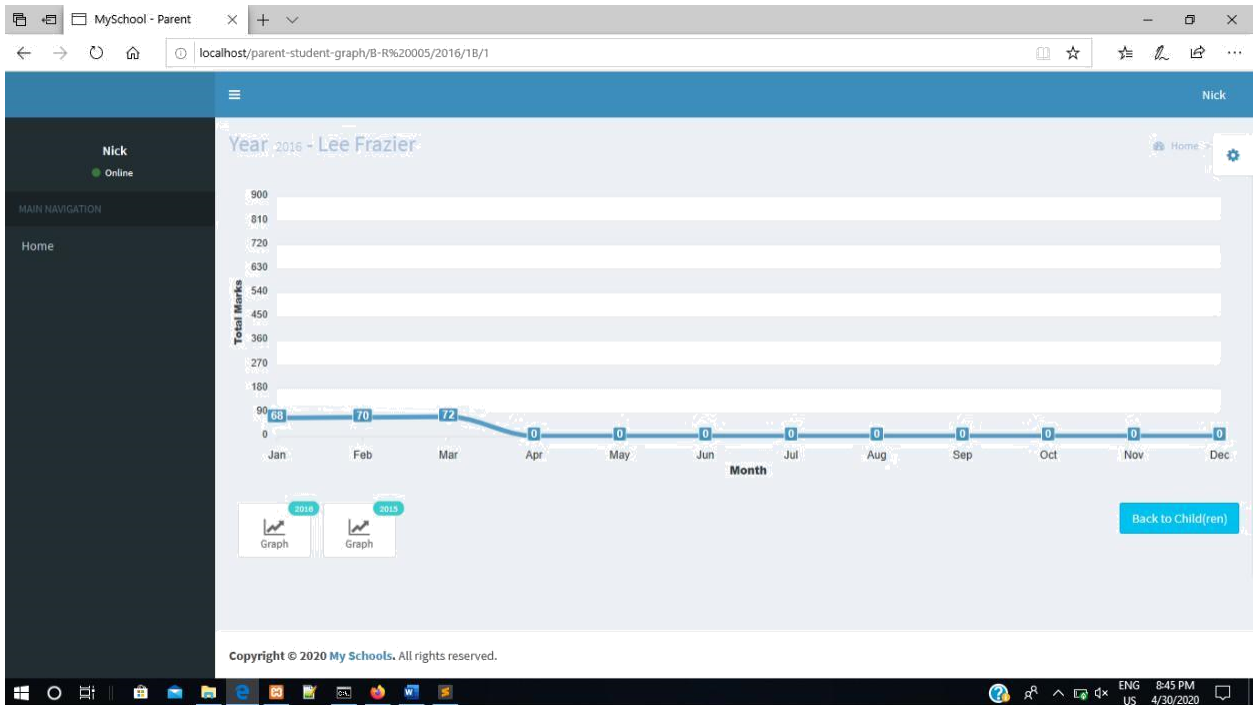 MySchool - Parent
localhost/parent-student-graph/B-R%20005/2016/1B/1
Nick
Nick
Online
MAIN NAVIGATION
Home
Year 2016 - Lee Frazier
Home >
Total Marks
900
810
720
630
540
450
360
270
180
90
0
68 70 72 0 0 0 0 0 0 0 0 0
Jan Feb Mar Apr May Jun Jul Aug Sep Oct Nov Dec
Month
2016 2015
Graph Graph
Back to Child(ren)
Copyright © 2020 My Schools. All rights reserved.
ENG 8:45 PM
US 4/30/2020